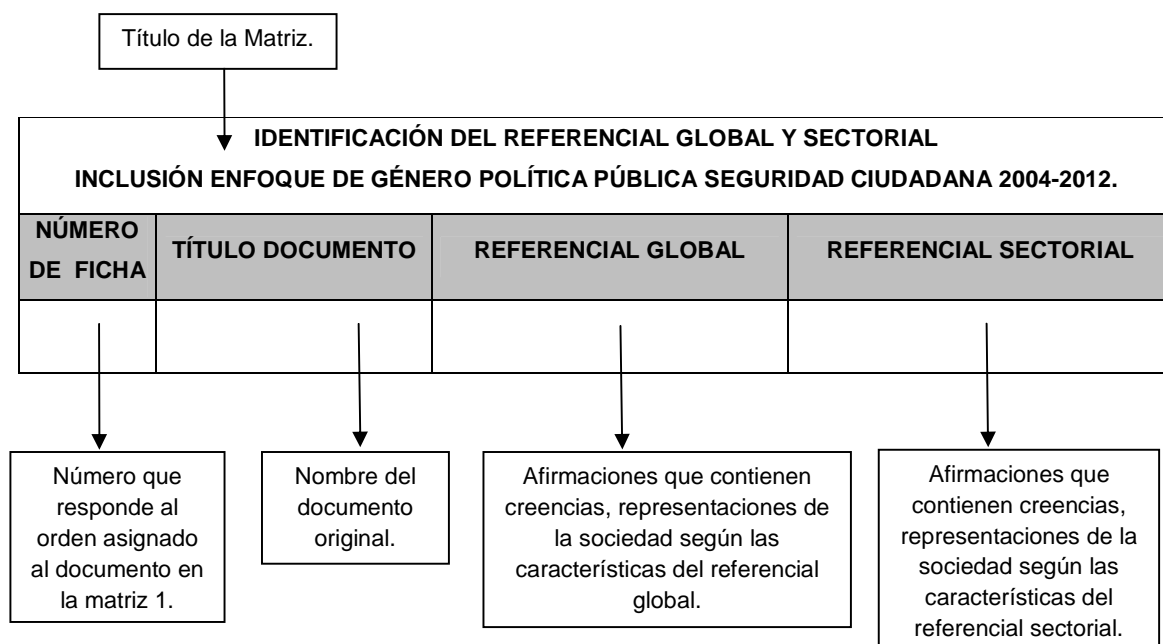 Título de la Matriz.
IDENTIFICACIÓN DEL REFERENCIAL GLOBAL Y SECTORIAL
INCLUSIÓN ENFOQUE DE GÉNERO POLÍTICA PÚBLICA SEGURIDAD CIUDADANA 2004-2012.
NÚMERO
DE FICHA
TÍTULO DOCUMENTO
REFERENCIAL GLOBAL
REFERENCIAL SECTORIAL
Número que
responde al
orden asignado
al documento en
la matriz 1.
Nombre del
documento
original.
Afirmaciones que contienen
creencias, representaciones de
la sociedad según las
características del referencial
global.
Afirmaciones que
contienen creencias,
representaciones de la
sociedad según las
características del
referencial sectorial.